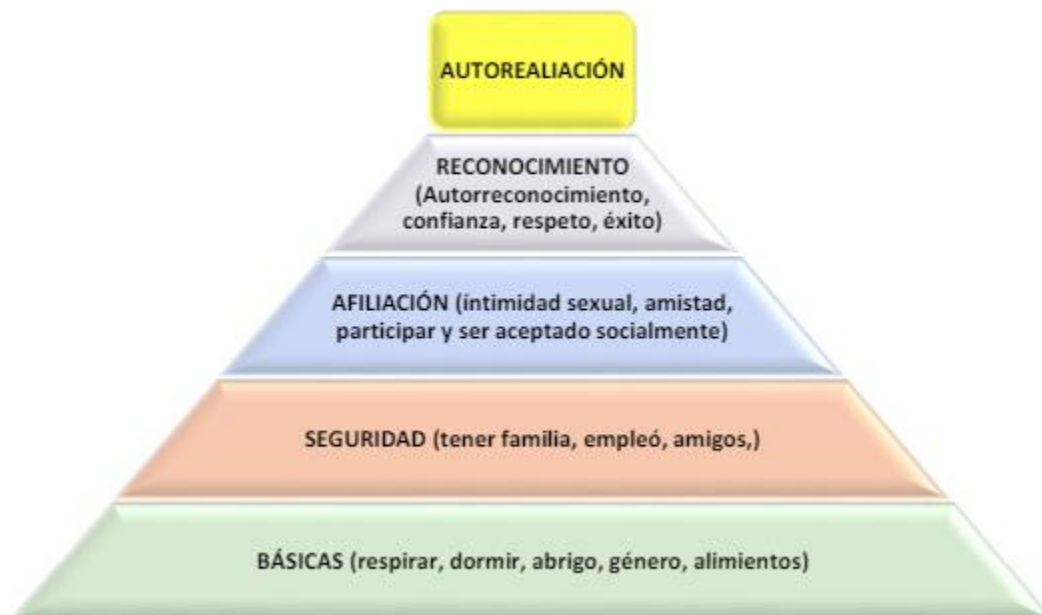 AUTOREALIACIÓN
RECONOCIMIENTO
(Autorreconocimiento,
confianza, respeto, éxito)
AFILIACIÓN (íntimidad sexual, amistad,
participar y ser aceptado socialmente)
SEGURIDAD (tener familia, empleó, amigos,)
BÁSICAS (respirar, dormir, abrigo, género, alimientos)